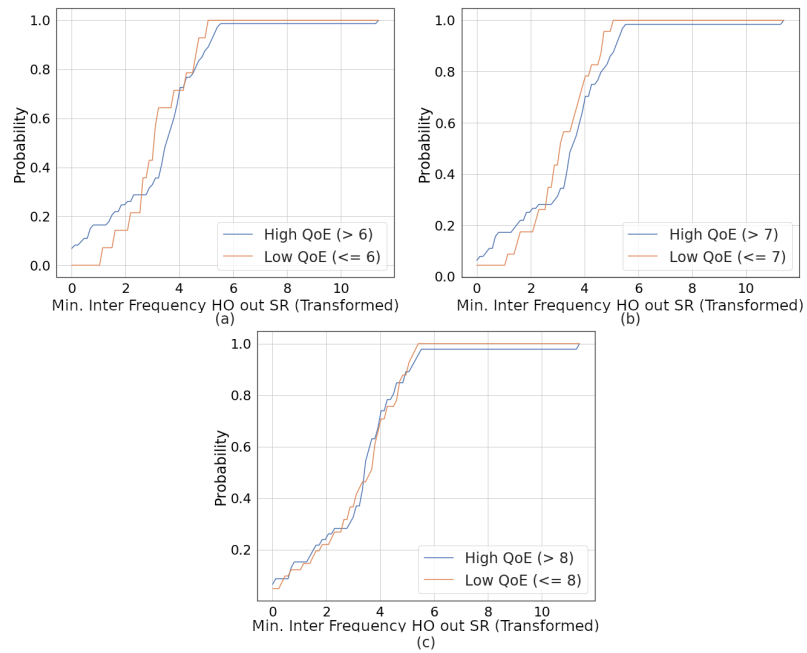 1.0
0.8
0.6
0.4
0.2
0.0
Probability
High QoE (> 6)
Low QoE (<= 6)
0 2 4 6 8 10
Min. Inter Frequency HO out SR (Transformed)
(a)
1.0
0.8
0.6
0.4
0.2
0.0
Probability
High QoE (> 7)
Low QoE (<= 7)
0 2 4 6 8 10
Min. Inter Frequency HO out SR (Transformed)
(b)
1.0
0.8
0.6
0.4
0.2
Probability
High QoE (> 8)
Low QoE (<= 8)
0 2 4 6 8 10
Min. Inter Frequency HO out SR (Transformed)
(c)